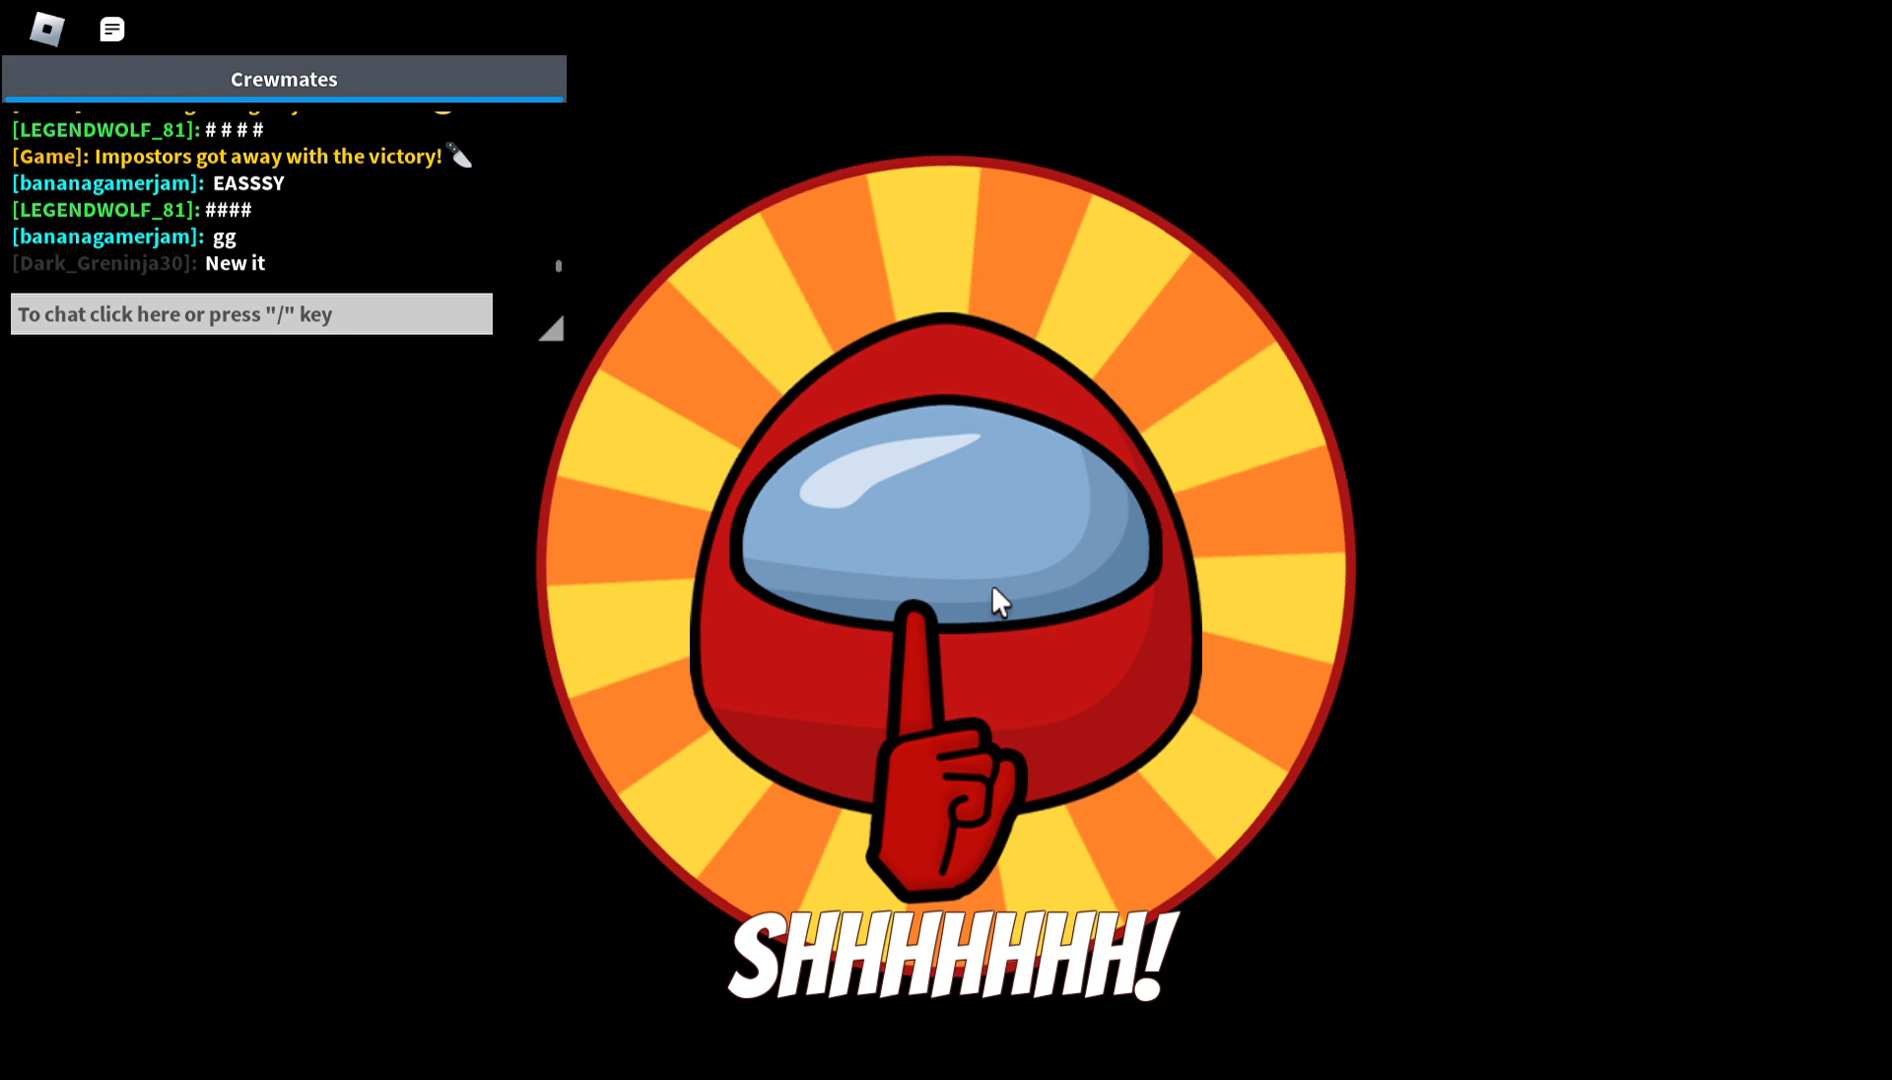 Crewmates
[LEGENDWOLF_81]: # # # #
[Game]: Impostors got away with the victory!
[bananagamerjam]: EASSSY
[LEGENDWOLF_81]: ####
[bananagamerjam]: gg
[Dark_Greninja30]: New it
To chat click here or press "/" key
SHHHHHHH!